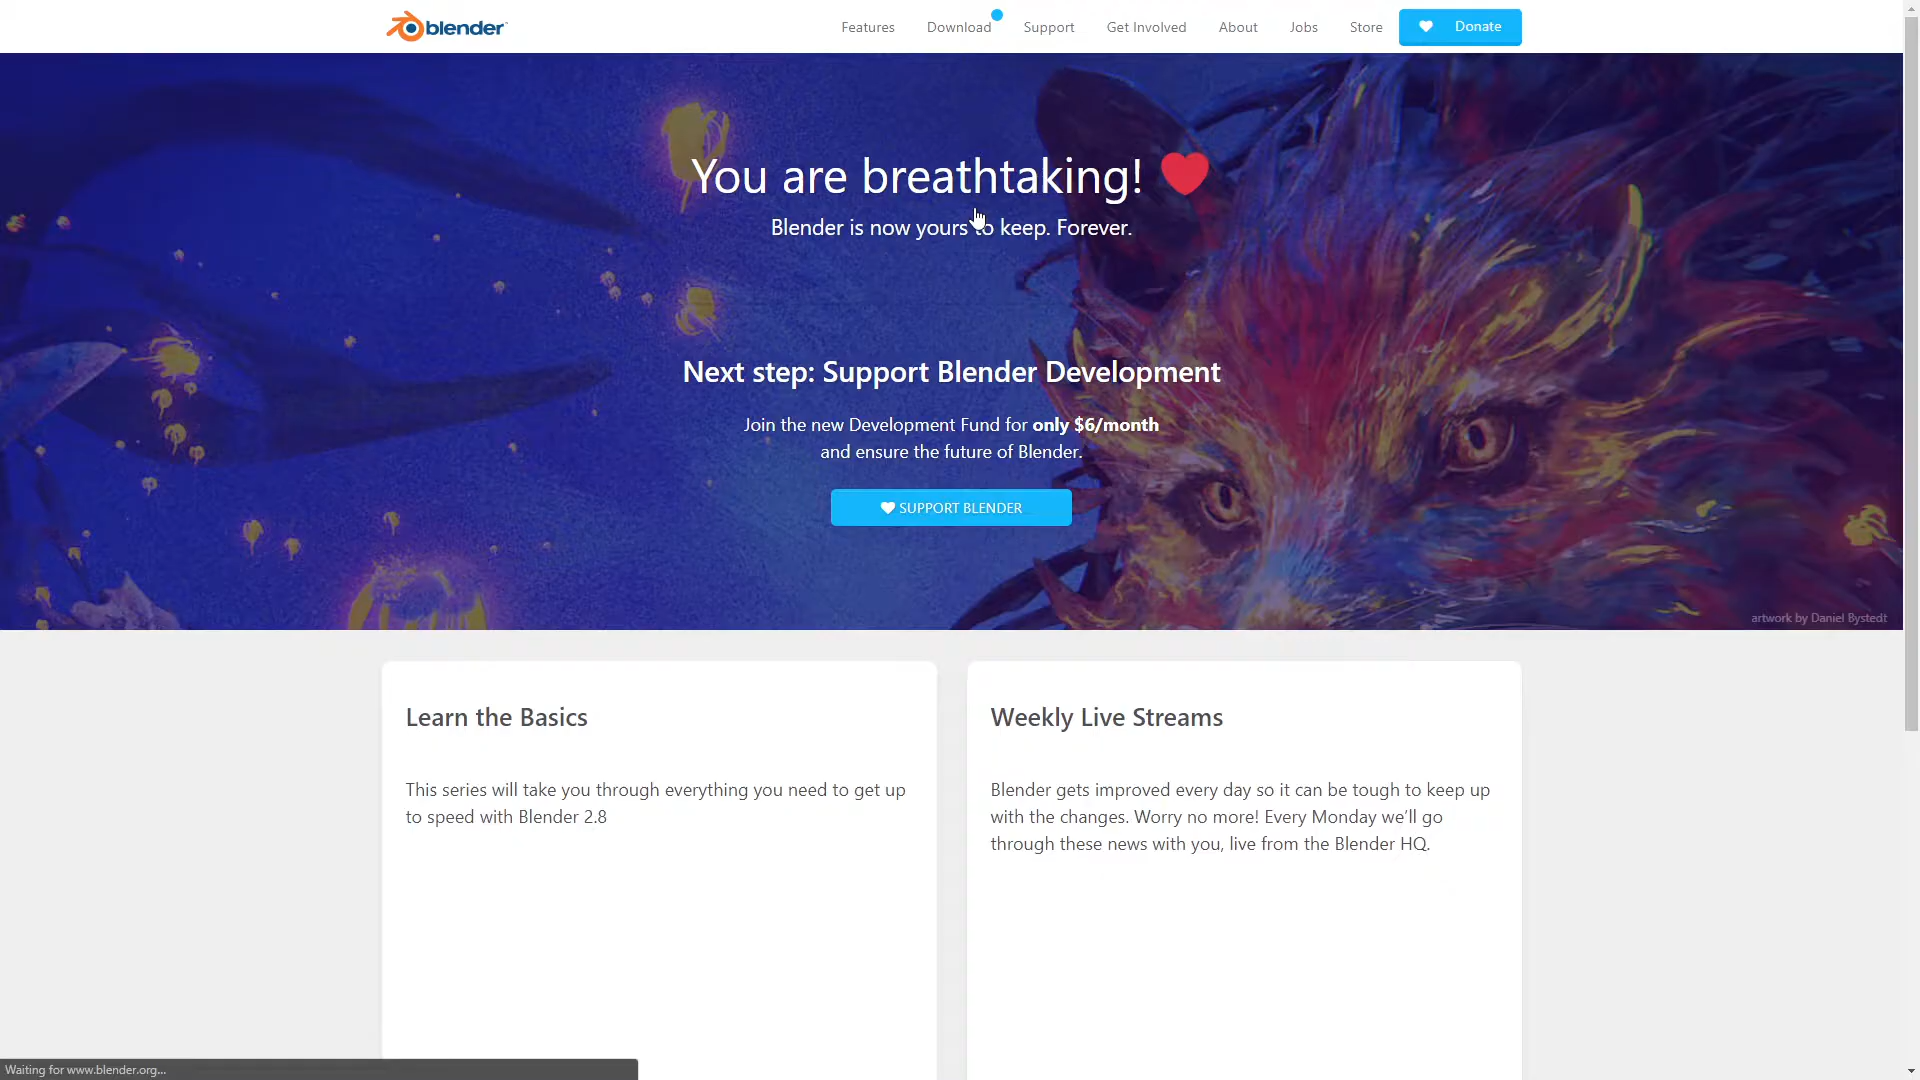 blender
Features
Download
Support
Get Involved
About
Jobs
Store
Donate
You are breathtaking!
Blender is now yours to keep. Forever.
Next step: Support Blender Development
Join the new Development Fund for only $6/month
and ensure the future of Blender.
SUPPORT BLENDER
artwork by Daniel Bystedt
Learn the Basics
This series will take you through everything you need to get up
to speed with Blender 2.8
Weekly Live Streams
Blender gets improved every day so it can be tough to keep up
with the changes. Worry no more! Every Monday we’ll go
through these news with you, live from the Blender HQ.
Waiting for www.blender.org...